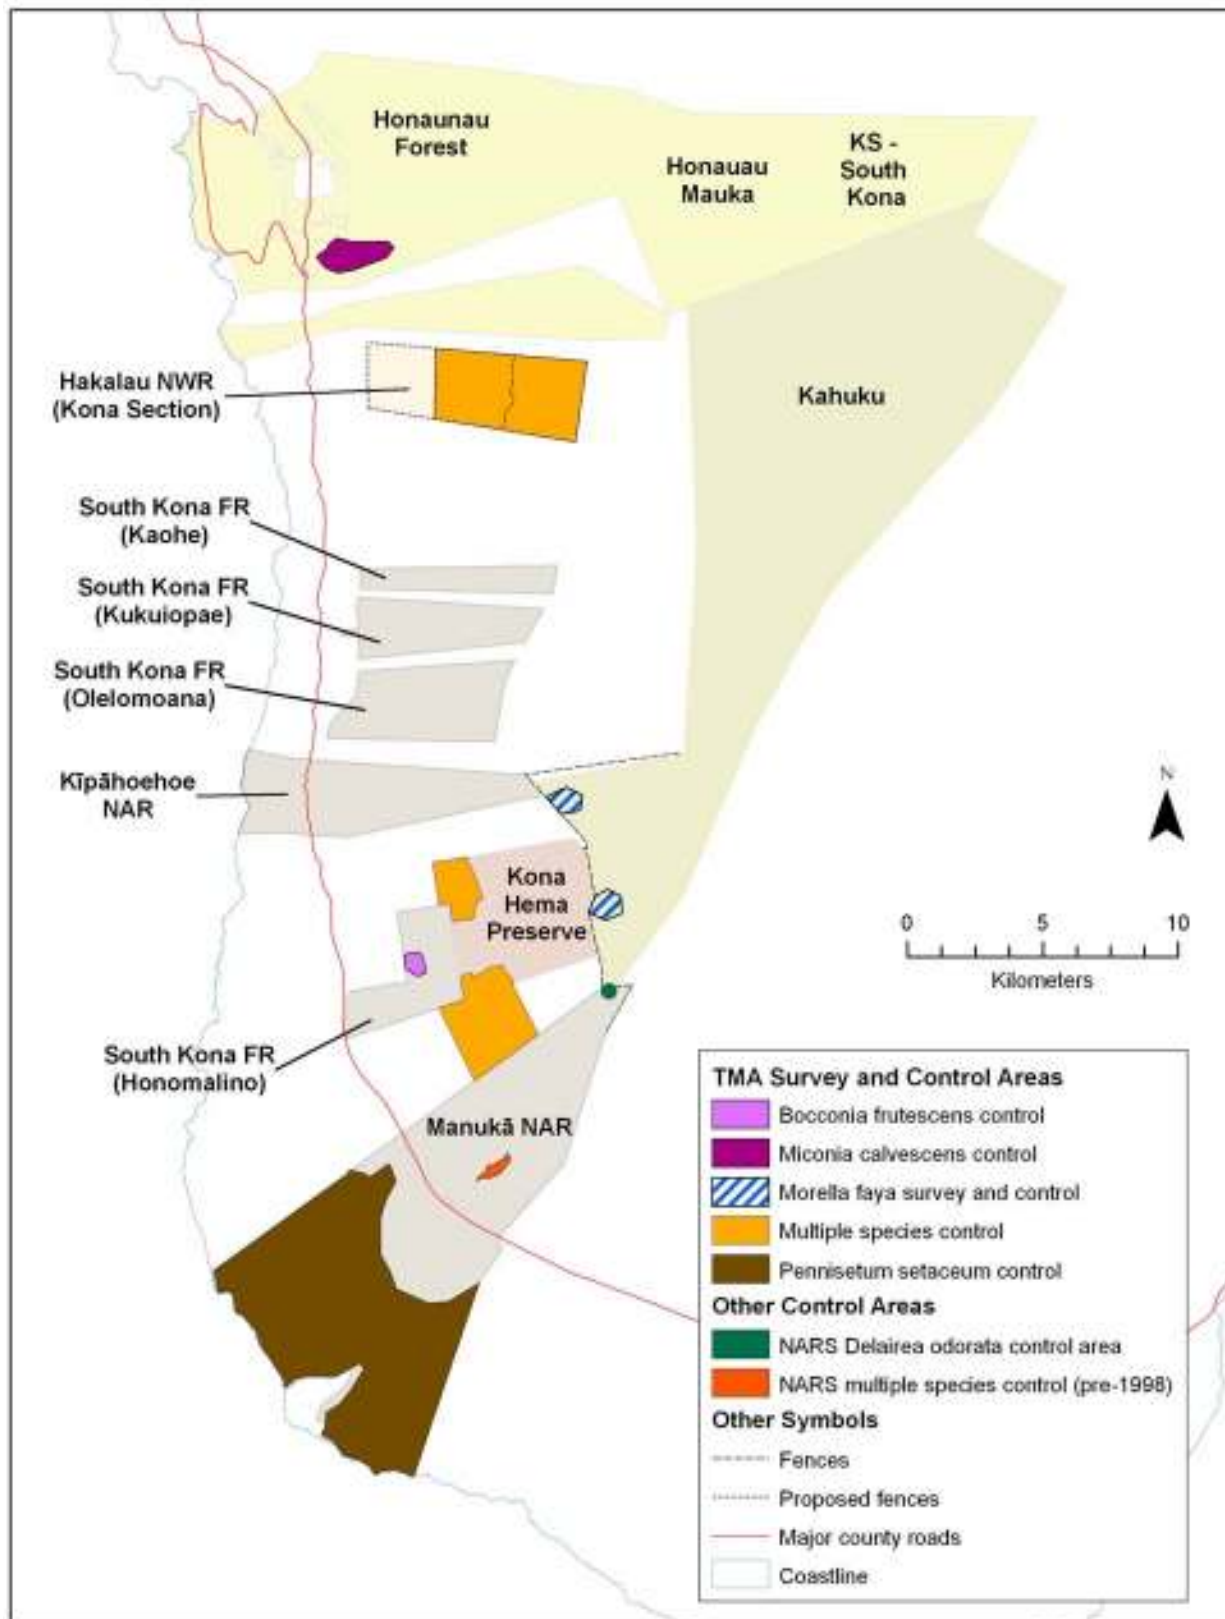 Honaunau
Forest
Honauau
Mauka
KS -
South
Kona
Hakalau NWR
(Kona Section)
Kahuku
South Kona FR
(Kaohe)
South Kona FR
(Kukuiopae)
South Kona FR
(Olelomoana)
Kīpāhoehoe
NAR
N
Kona
Hema
Preserve
0 5 10
Kilometers
South Kona FR
(Honomalino)
Manukā NAR
TMA Survey and Control Areas
Bocconia frutescens control
Miconia calvescens control
Morella faya survey and control
Multiple species control
Pennisetum setaceum control
Other Control Areas
NARS Delairea odorata control area
NARS multiple species control (pre-1998)
Other Symbols
Fences
Proposed fences
Major county roads
Coastline